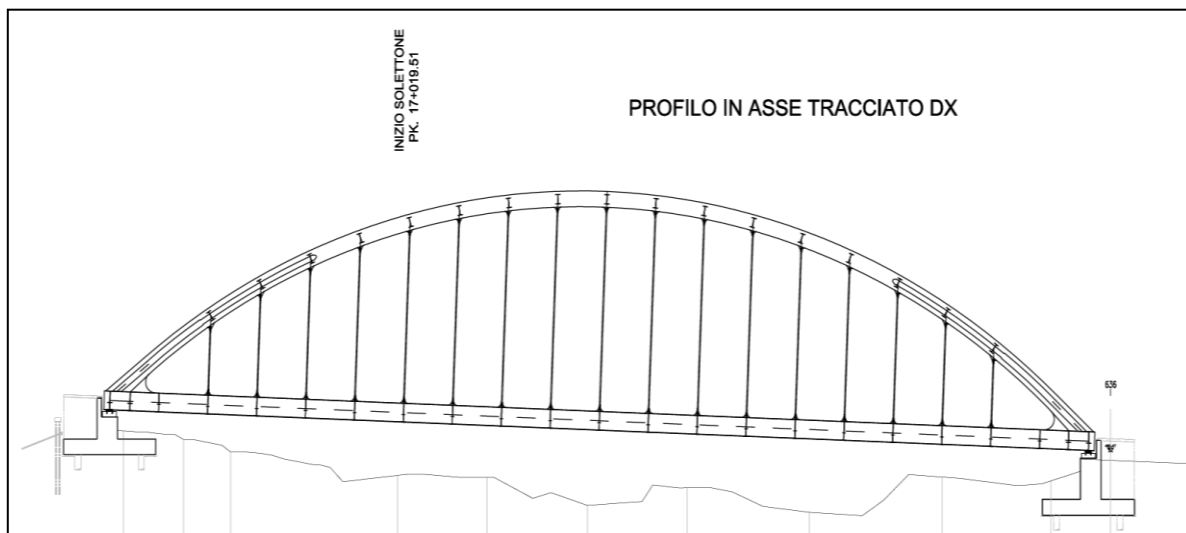 INIZIO SOLETTONE
PK. 17+019.51
PROFILO IN ASSE TRACCIATO DX
636